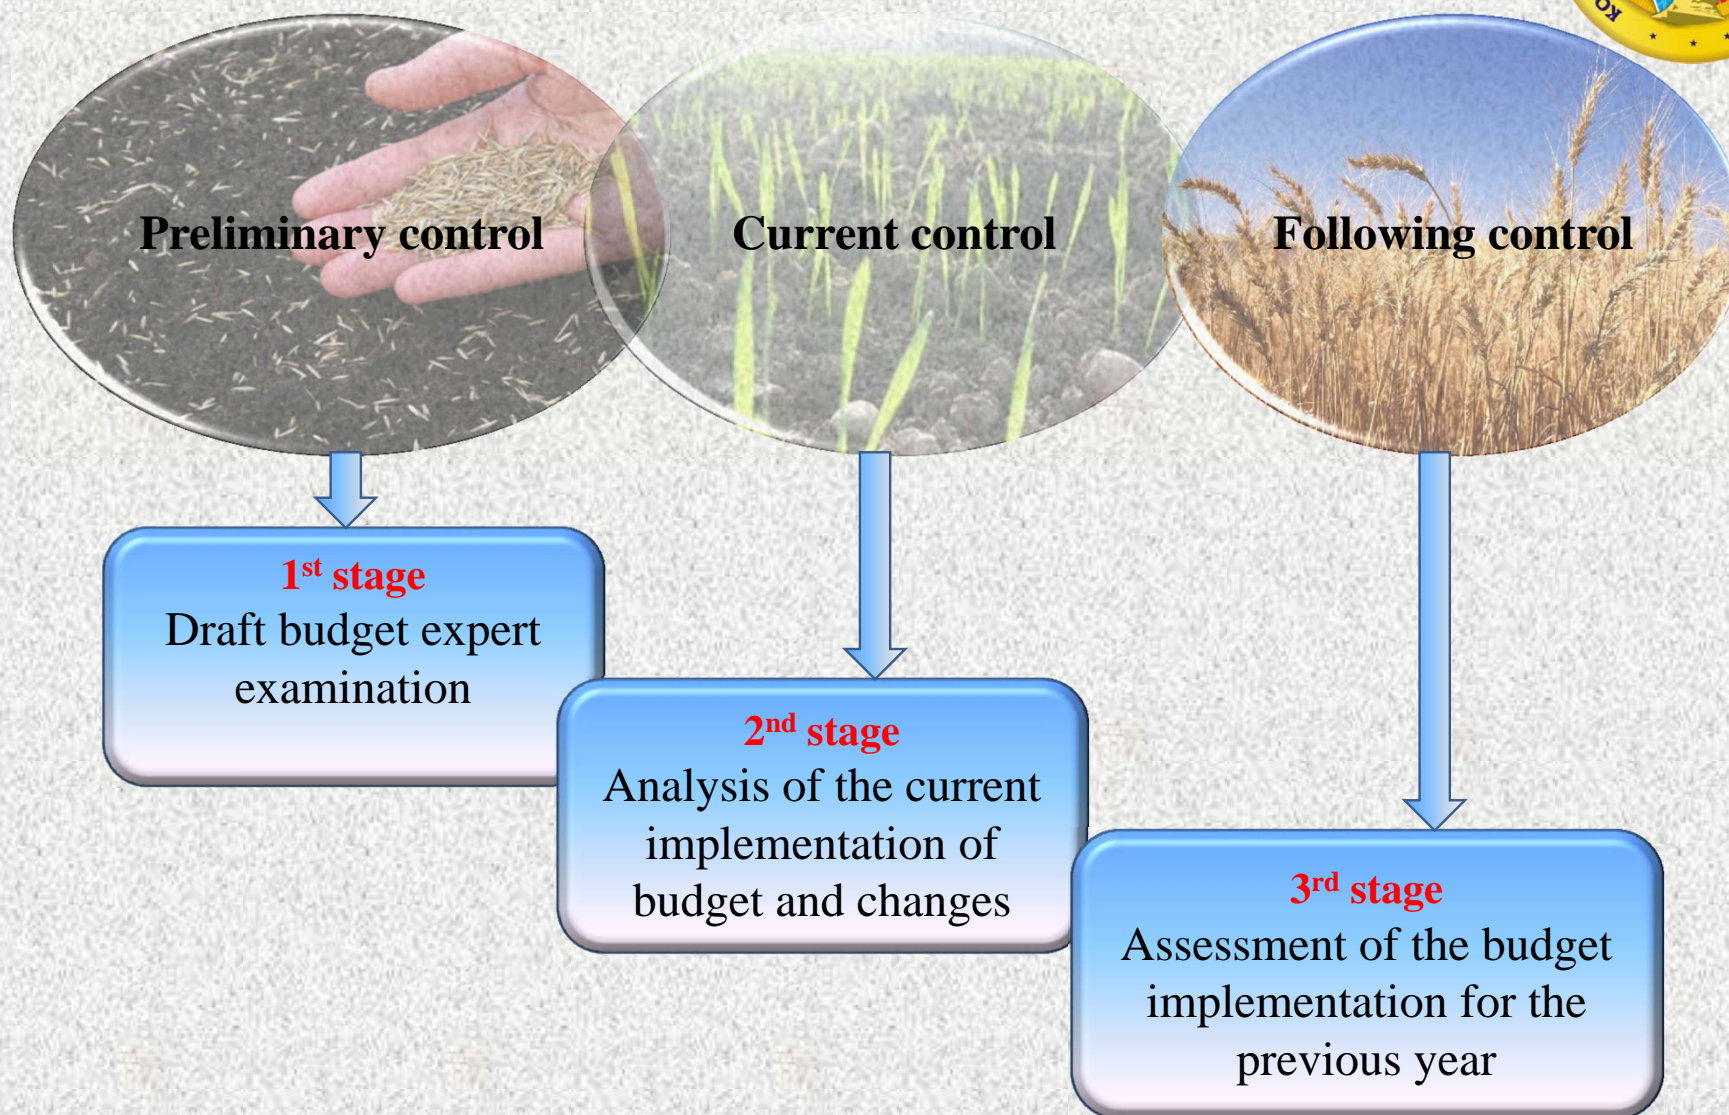 Preliminary control
Current control
Following control
1st stage
Draft budget expert
examination
2nd stage
Analysis of the current
implementation of
budget and changes
3rd stage
Assessment of the budget
implementation for the
previous year